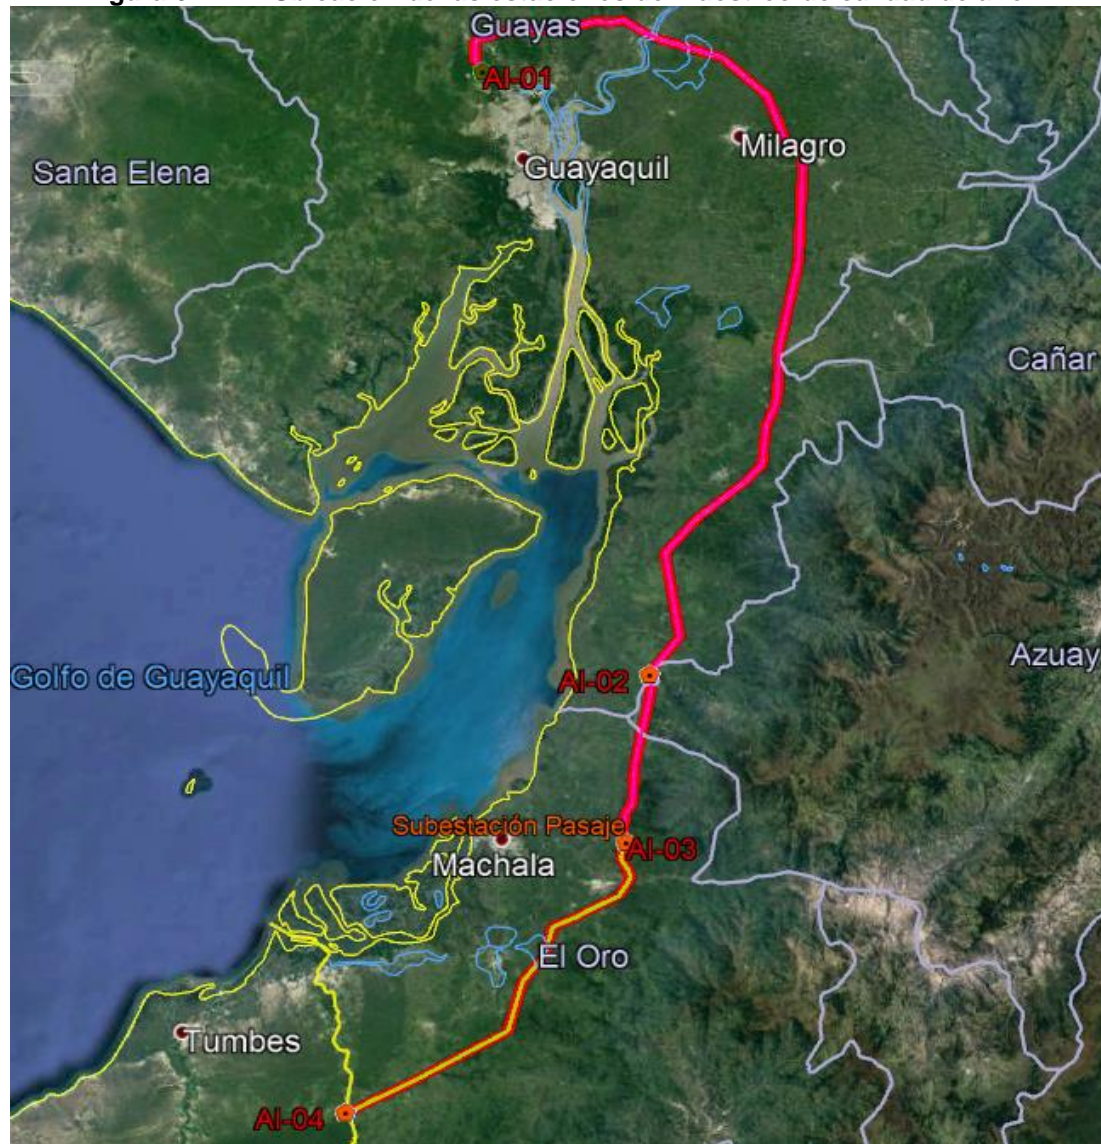 Guayas
AI-01
Milagro
Guayaquil
Santa Elena
Cañar
Azuay
Golfo de Guayaquil
AI-02
Subestación Pasaje
AI-03
Machala
El Oro
Tumbes
AI-04